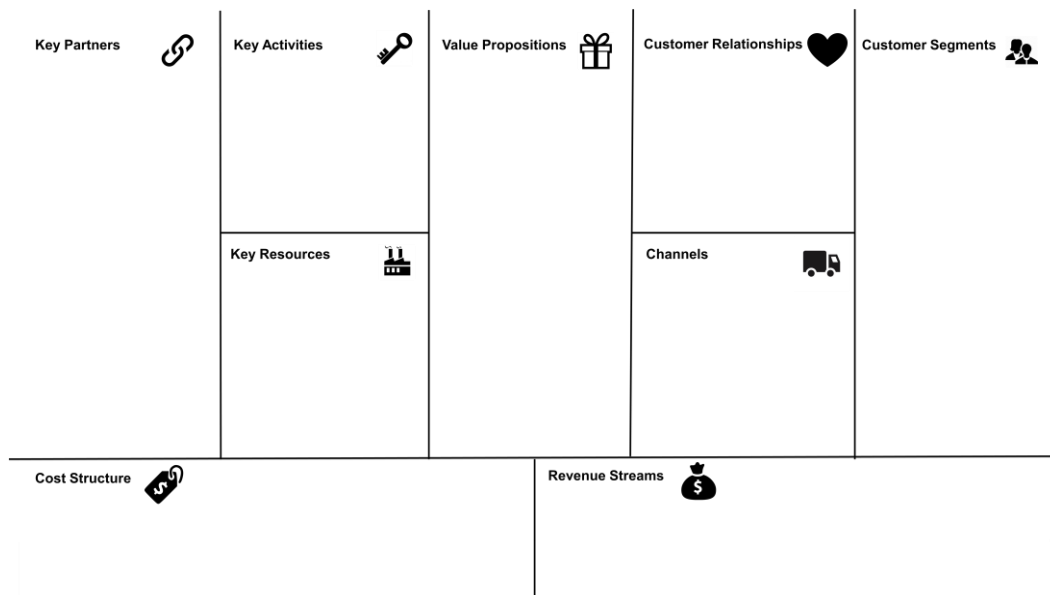 Key Partners
Key Activities
Value Propositions
Customer Relationships
Customer Segments
Key Resources
Channels
Cost Structure
$
Revenue Streams
$